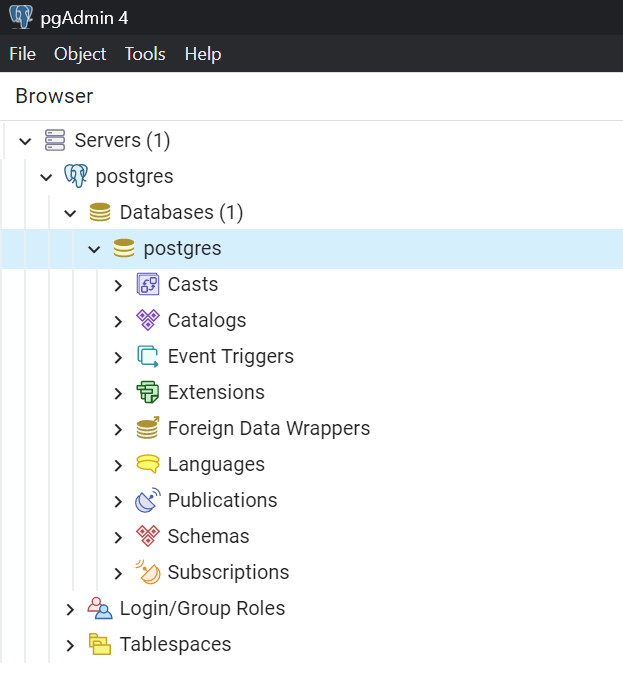 pgAdmin 4
File Object Tools Help
Browser
Servers (1)
postgres
Databases (1)
postgres
Casts
Catalogs
Event Triggers
Extensions
Foreign Data Wrappers
Languages
Publications
Schemas
Subscriptions
Login/Group Roles
Tablespaces